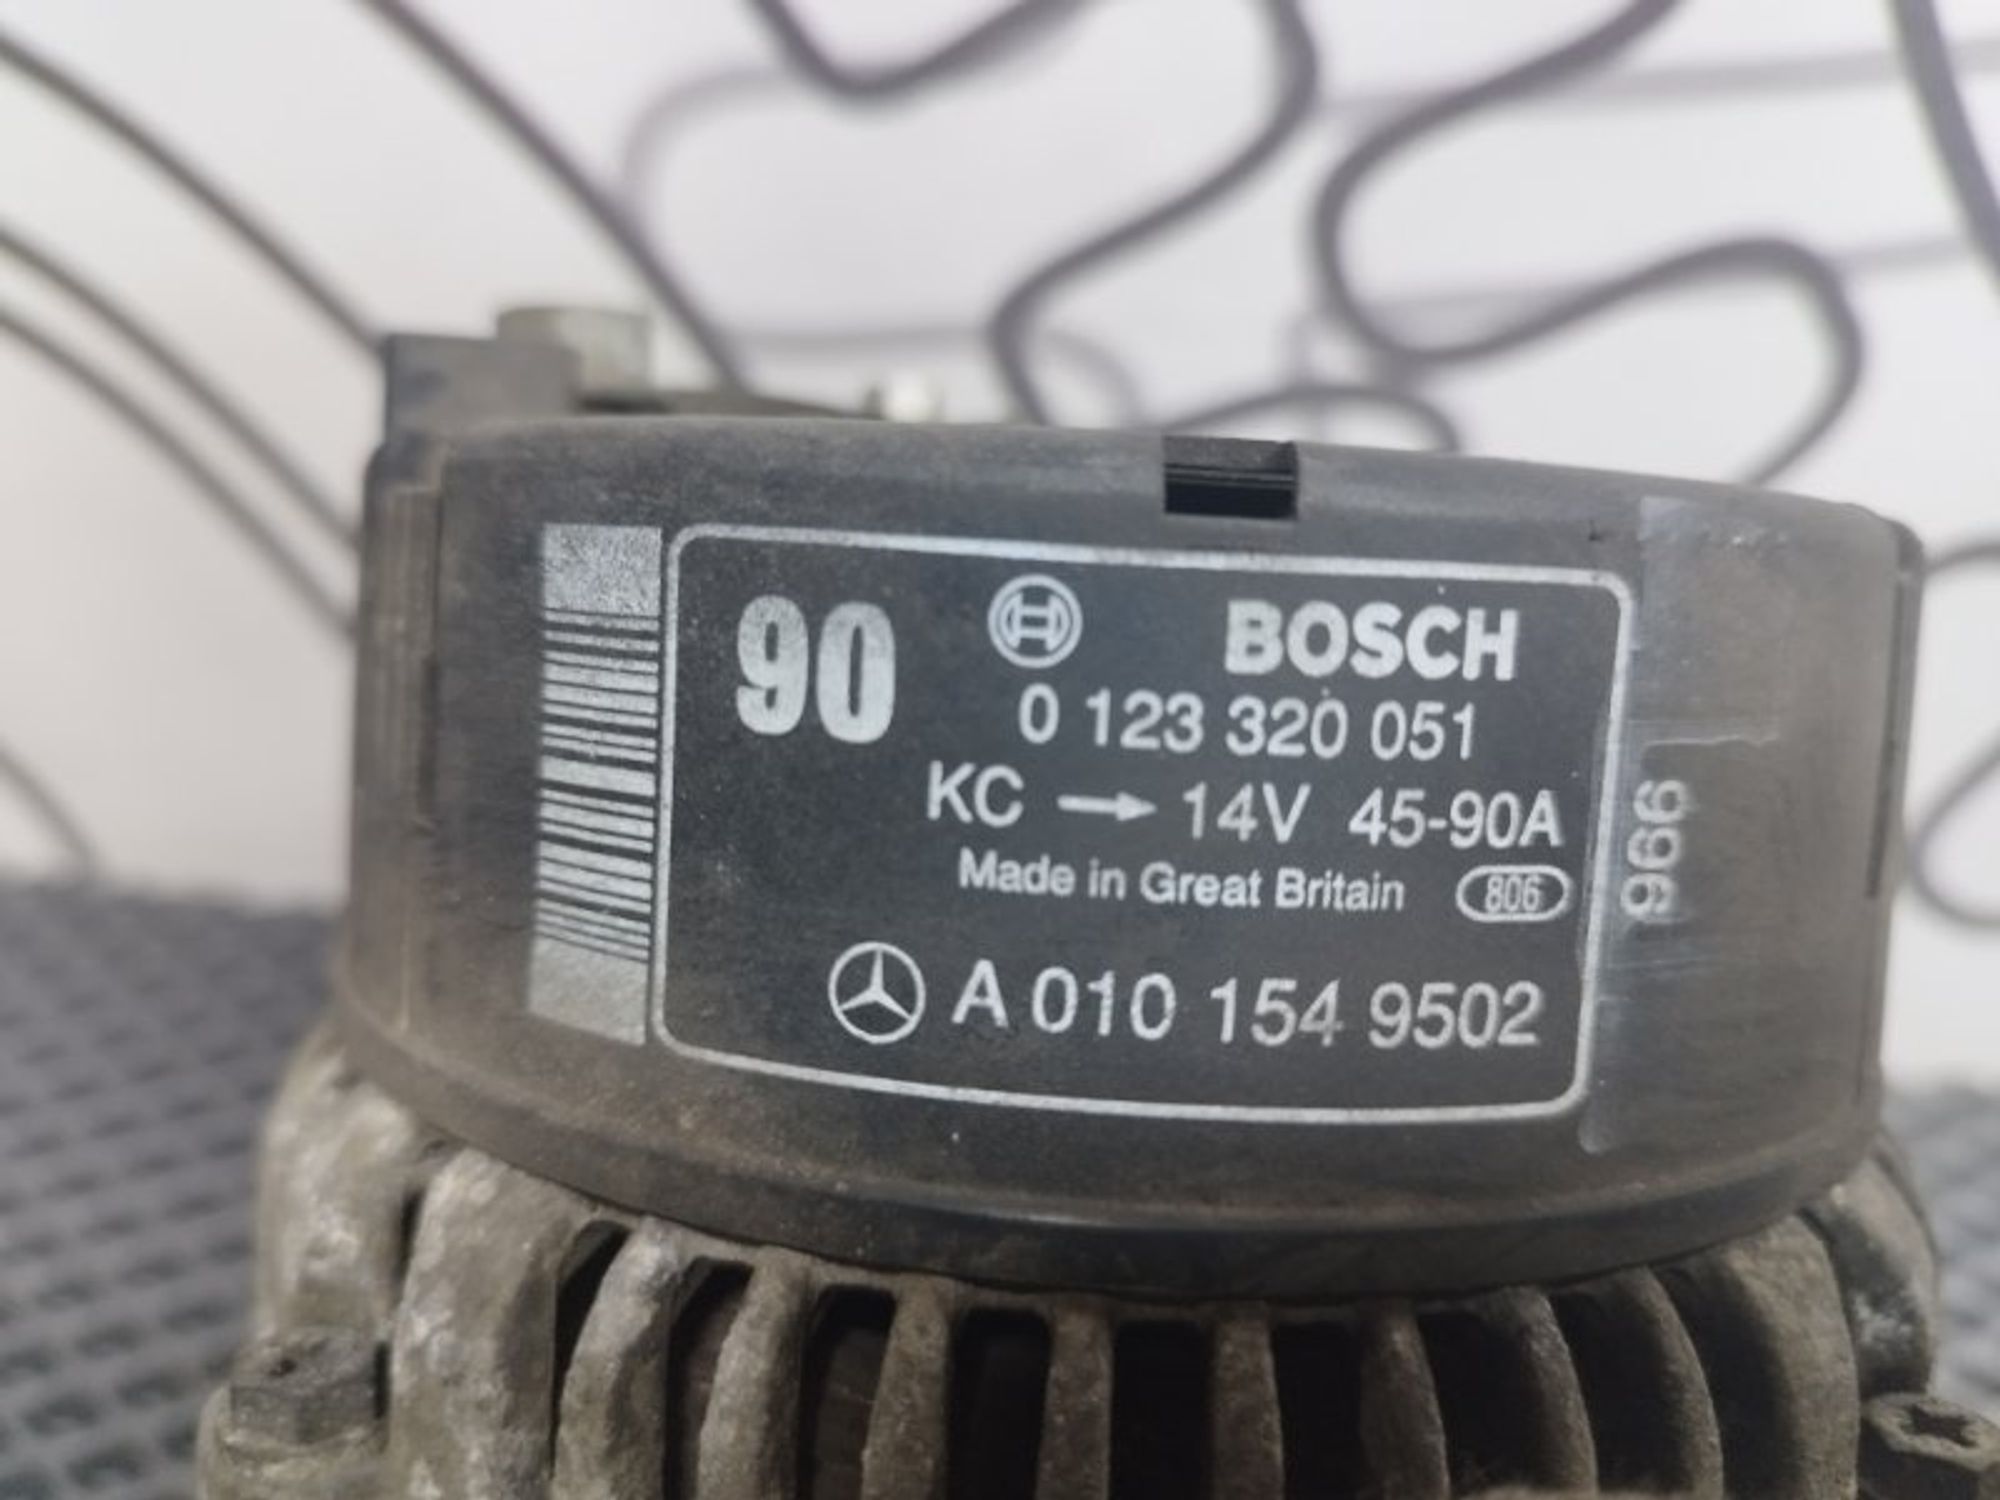 90 BOSCH
0 123 320 051
KC → 14V 45-90A
Made in Great Britain 806
A 010 154 9502
966